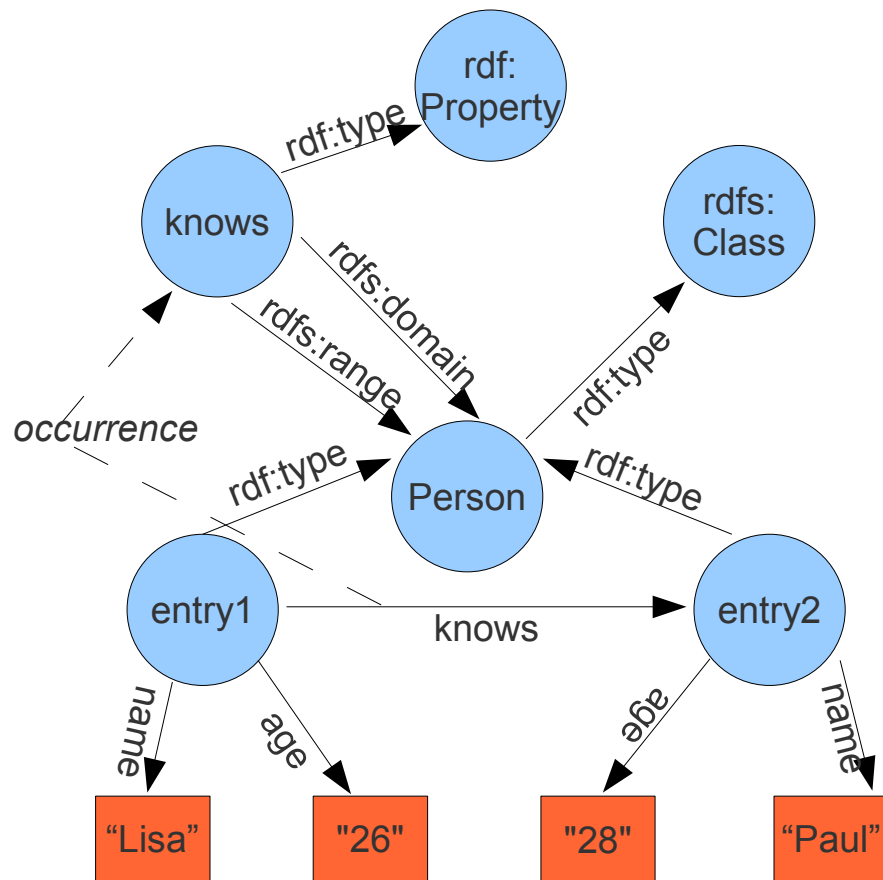 rdf:
Property
rdf:type
knows
rdfs:
Class
rdfs:domain
rdfs:range
rdf:type
occurrence
rdf:type
Person
rdf:type
entry1
knows
entry2
name
age
age
name
“Lisa”
"26"
"28"
“Paul”